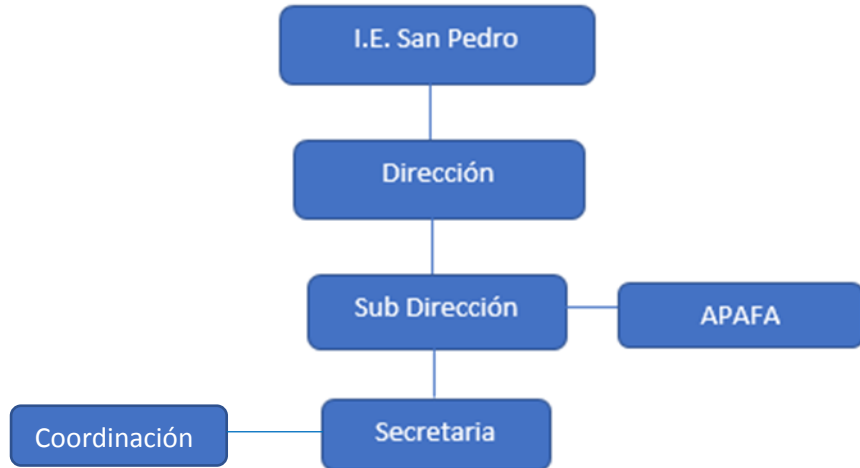 I.E. San Pedro
Dirección
Sub Dirección
APAFA
Coordinación
Secretaria